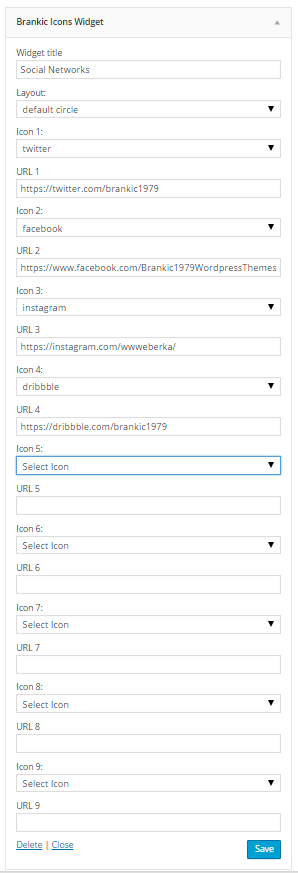 Brankic Icons Widget
Widget title
Social Networks
Layout:
default circle
Icon 1:
twitter
URL 1
https://twitter.com/brankic1979
Icon 2:
facebook
URL 2
https://www.facebook.com/Brankic1979WordpressThemes
Icon 3:
instagram
URL 3
https://instagram.com/wwweberka/
Icon 4:
dribbble
URL 4
https://dribbble.com/brankic1979
Icon 5:
Select Icon
URL 5
Icon 6:
Select Icon
URL 6
Icon 7:
Select Icon
URL 7
Icon 8:
Select Icon
URL 8
Icon 9:
Select Icon
URL 9
Delete | Close Save